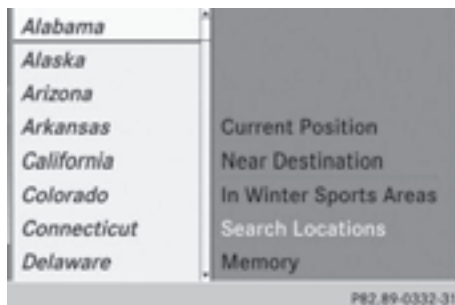 Alabama
Alaska
Arizona
Arkansas
California
Colorado
Connecticut
Delaware
Current Position
Near Destination
In Winter Sports Areas
Search Locations
Memory
P82.89-0332-31